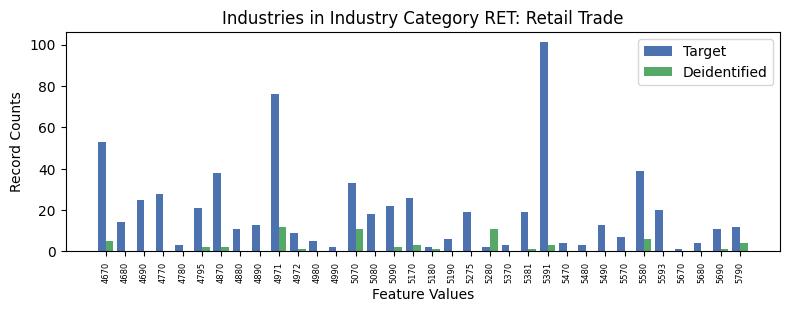 Industries in Industry Category RET: Retail Trade
Target
Deidentified
Record Counts
100
80
60
40
20
0
4670 4680 4690 4770 4780 4795 4870 4880 4890 4971 4972 4980 4990 5070 5080 5090 5170 5180 5190 5275 5280 5370 5381 5391 5470 5480 5490 5570 5580 5593 5670 5680 5690 5790
Feature Values